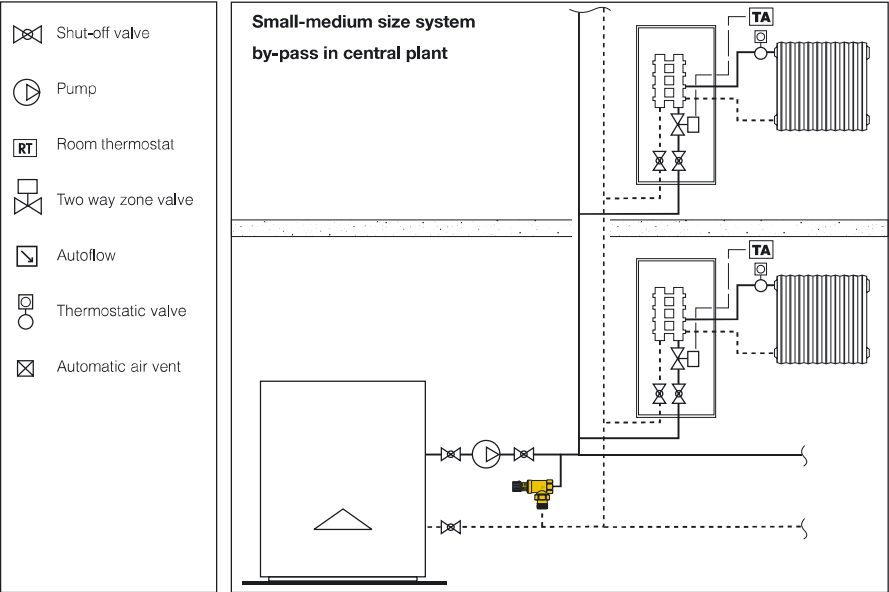 Shut-off valve
Pump
RT Room thermostat
Two way zone valve
Autoflow
Thermostatic valve
Automatic air vent
Small-medium size system
by-pass in central plant
TA
TA